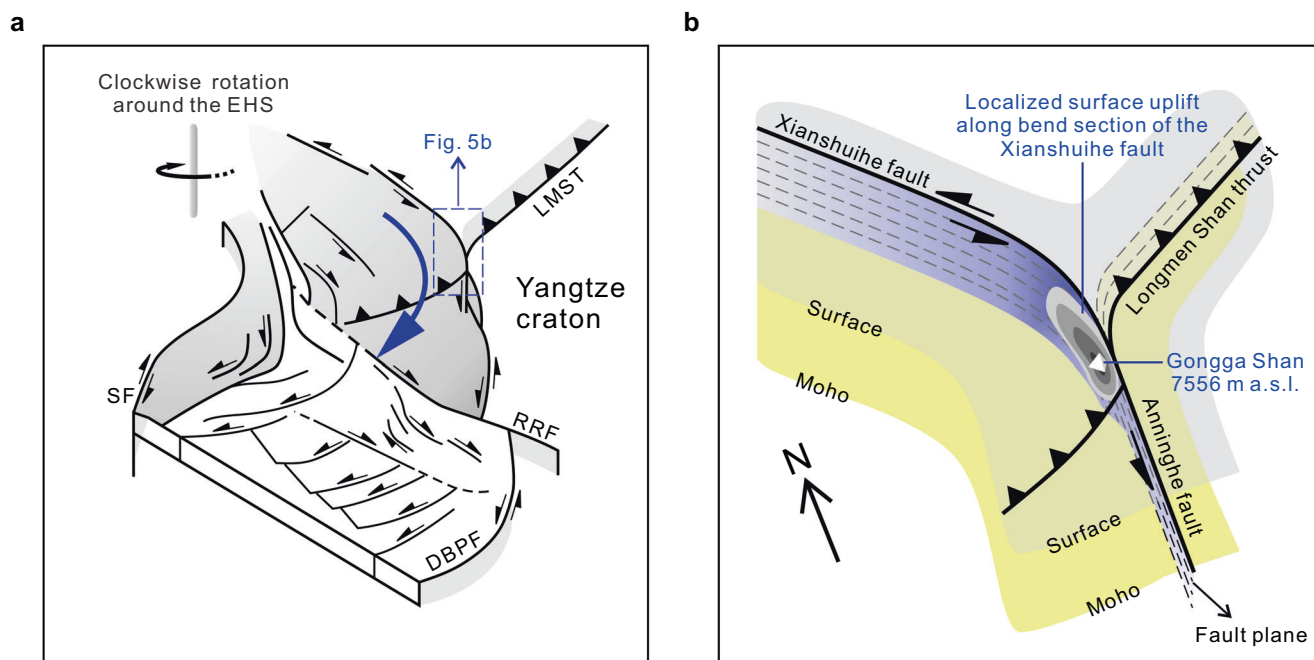 a
Clockwise rotation
around the EHS
Fig. 5b
LMST
Yangtze
craton
SF
RRF
DBPF
b
Localized surface uplift
along bend section of the
Xianshuihe fault
Xianshuihe fault
Longmen Shan thrust
Surface
Moho
Gongga Shan
7556 m a.s.l.
Anninghe fault
N
Surface
Moho
Fault plane